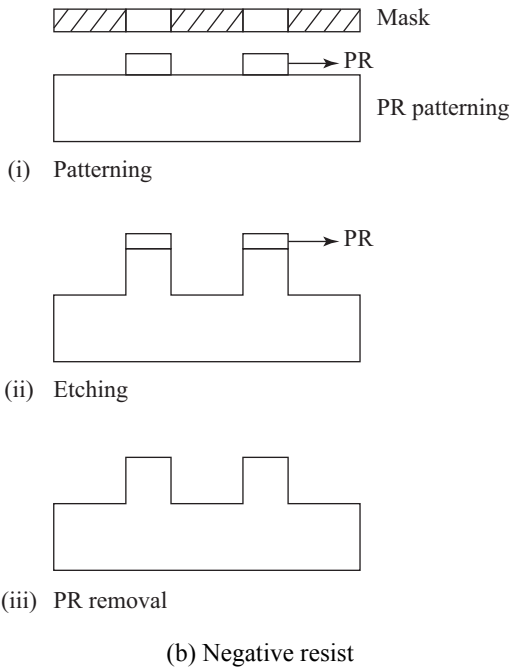 Mask
PR
PR patterning
(i) Patterning
PR
(ii) Etching
(iii) PR removal
(b) Negative resist